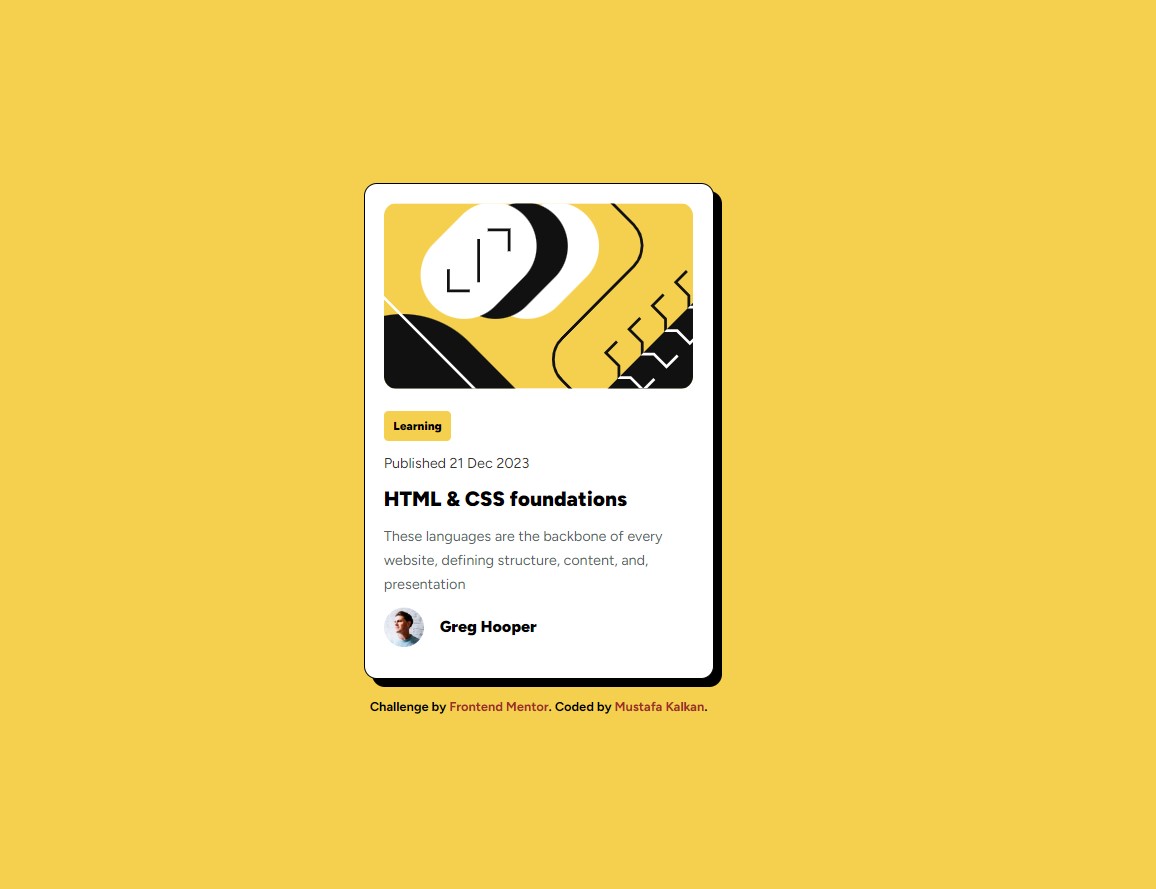 Learning
Published 21 Dec 2023
HTML & CSS foundations
These languages are the backbone of every
website, defining structure, content, and,
presentation
Greg Hooper
Challenge by Frontend Mentor. Coded by Mustafa Kalkan.